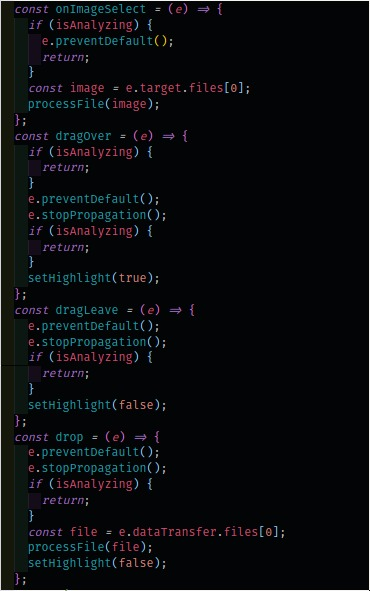 const onImageSelect = (e) => {
if (isAnalyzing) {
e.preventDefault();
return;
}
const image = e.target.files[0];
processFile(image);
};
const dragOver = (e) => {
if (isAnalyzing) {
return;
}
e.preventDefault();
e.stopPropagation();
if (isAnalyzing) {
return;
}
setHighlight(true);
};
const dragLeave = (e) => {
e.preventDefault();
e.stopPropagation();
if (isAnalyzing) {
return;
}
setHighlight(false);
};
const drop = (e) => {
e.preventDefault();
e.stopPropagation();
if (isAnalyzing) {
return;
}
const file = e.dataTransfer.files[0];
processFile(file);
setHighlight(false);
};